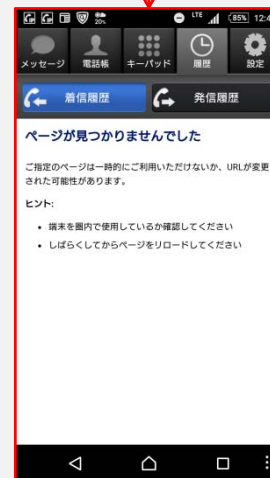 20% LTE 85% 12:4
メッセージ 電話帳 キーパッド 履歴 設定
着信履歴 発信履歴
ページが見つかりませんでした
ご指定のページは一時的にご利用いただけないか、URLが変更
された可能性があります。
ヒント:
• 端末を圏内で使用しているか確認してください
• しばらくしてからページをリロードしてください